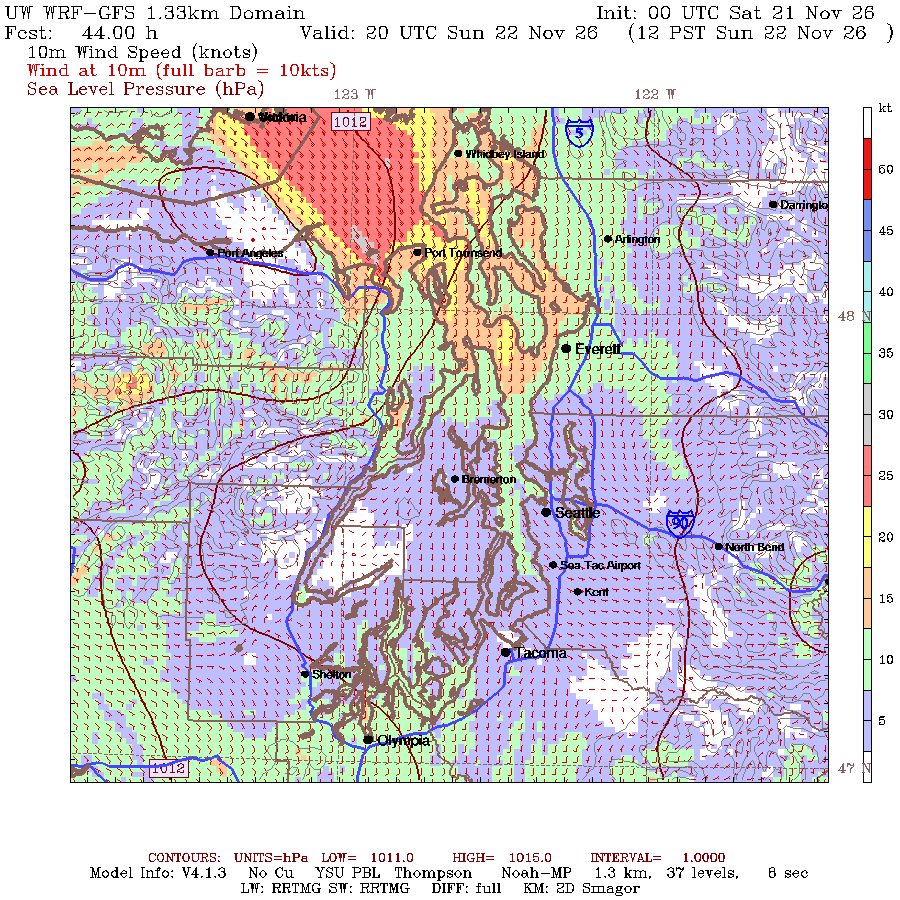 UW WRF-GFS 1.33km Domain Init: 00 UTC Sat 21 Nov 26
Fcst: 44.00 h Valid: 20 UTC Sun 22 Nov 26 (12 PST Sun 22 Nov 26 )
10m Wind Speed (knots)
Wind at 10m (full barb = 10kts)
Sea Level Pressure (hPa)
123 W 122 W
kt
1012
5
Whidbey Island
60
Darringto
45
Arlington
Port Angeles
Port Townsend
40
48 N
Everett
35
30
Bremerton
25
Seattle
90
20
North Bend
Sea Tac Airport
Kent
15
Tacoma
10
Shelton
5
Olympia
1012
47 N
CONTOURS: UNITS=hPa LOW= 1011.0 HIGH= 1015.0 INTERVAL= 1.0000
Model Info: V4.1.3 No Cu YSU PBL Thompson Noah-MP 1.3 km, 37 levels, 8 sec
LW: RRTMG SW: RRTMG DIFF: full KM: 2D Smagor